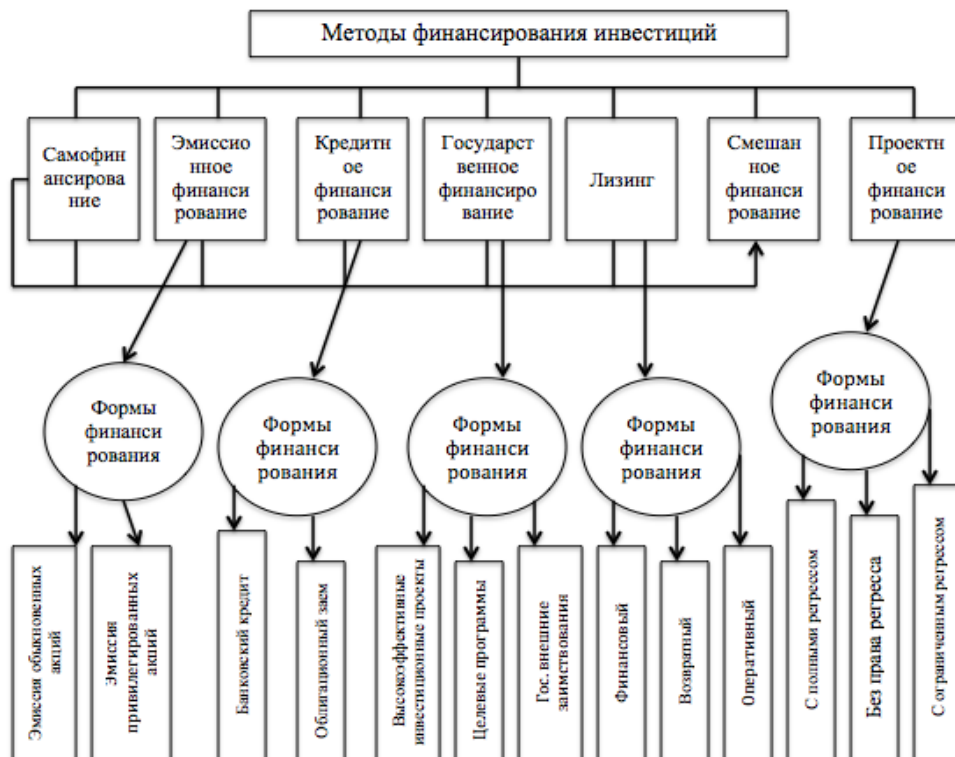 Методы финансирования инвестиций
Самофин
ансирова
ние
Эмиссио
нное
финанси
рование
Кредитн
ое
финанси
рование
Государст
венное
финансиро
вание
Лизинг
Смешан
ное
финанси
рование
Проектн
ое
финанси
рование
Формы
финанси
рования
Формы
финанси
рования
Формы
финанси
рования
Формы
финанси
рования
Формы
финанси
рования
Эмиссия обыкновенных
акций
Эмиссия
привилегированных
акций
Банковский кредит
Облигационный заем
Высокоэффективные
инвестиционные проекты
Целевые программы
Гос. внешние
заимствования
Финансовый
Возвратный
Оперативный
С полным регрессом
Без права регресса
С ограниченным регрессом